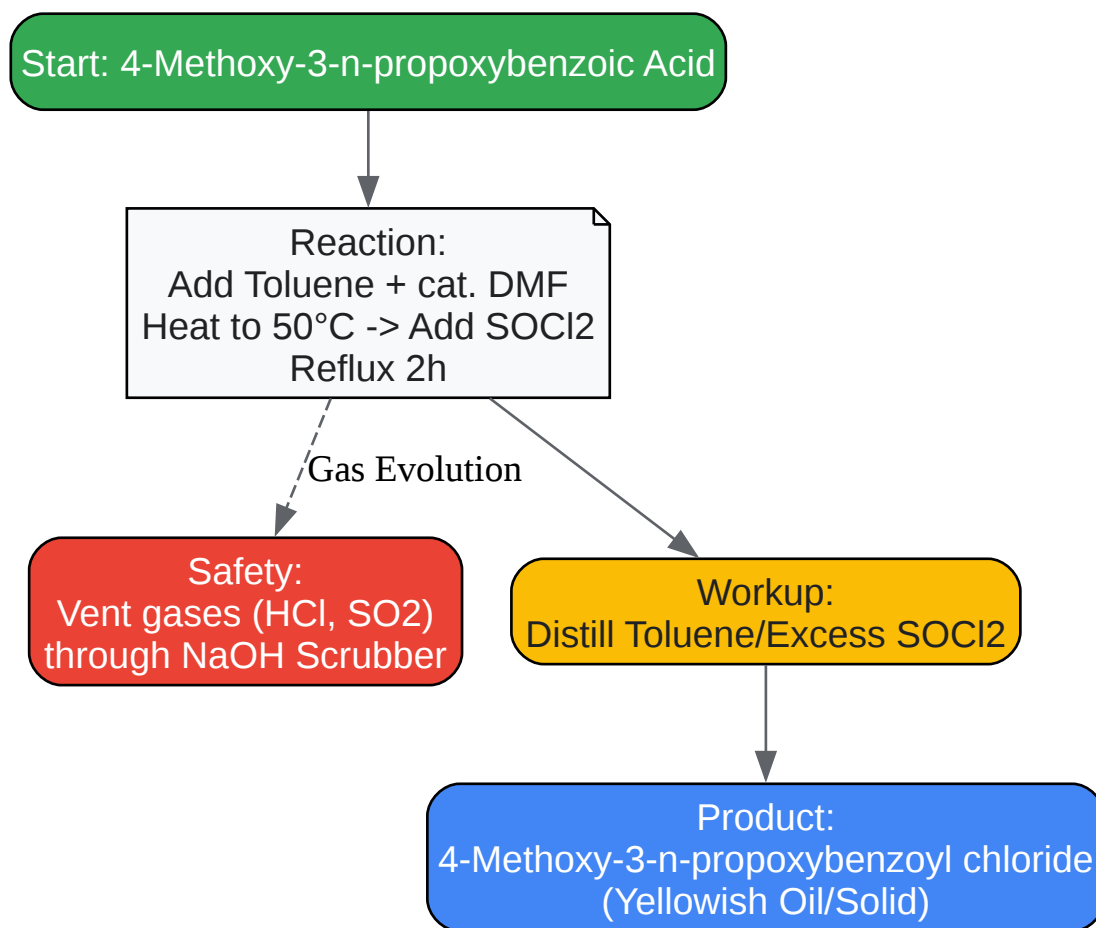 Start: 4-Methoxy-3-n-propoxybenzoic Acid
Reaction:
Add Toluene + cat. DMF
Heat to 50°C -> Add SOCl2
Reflux 2h
Gas Evolution
Safety:
Vent gases (HCl, SO2)
through NaOH Scrubber
Workup:
Distill Toluene/Excess SOCl2
Product:
4-Methoxy-3-n-propoxybenzoyl chloride
(Yellowish Oil/Solid)